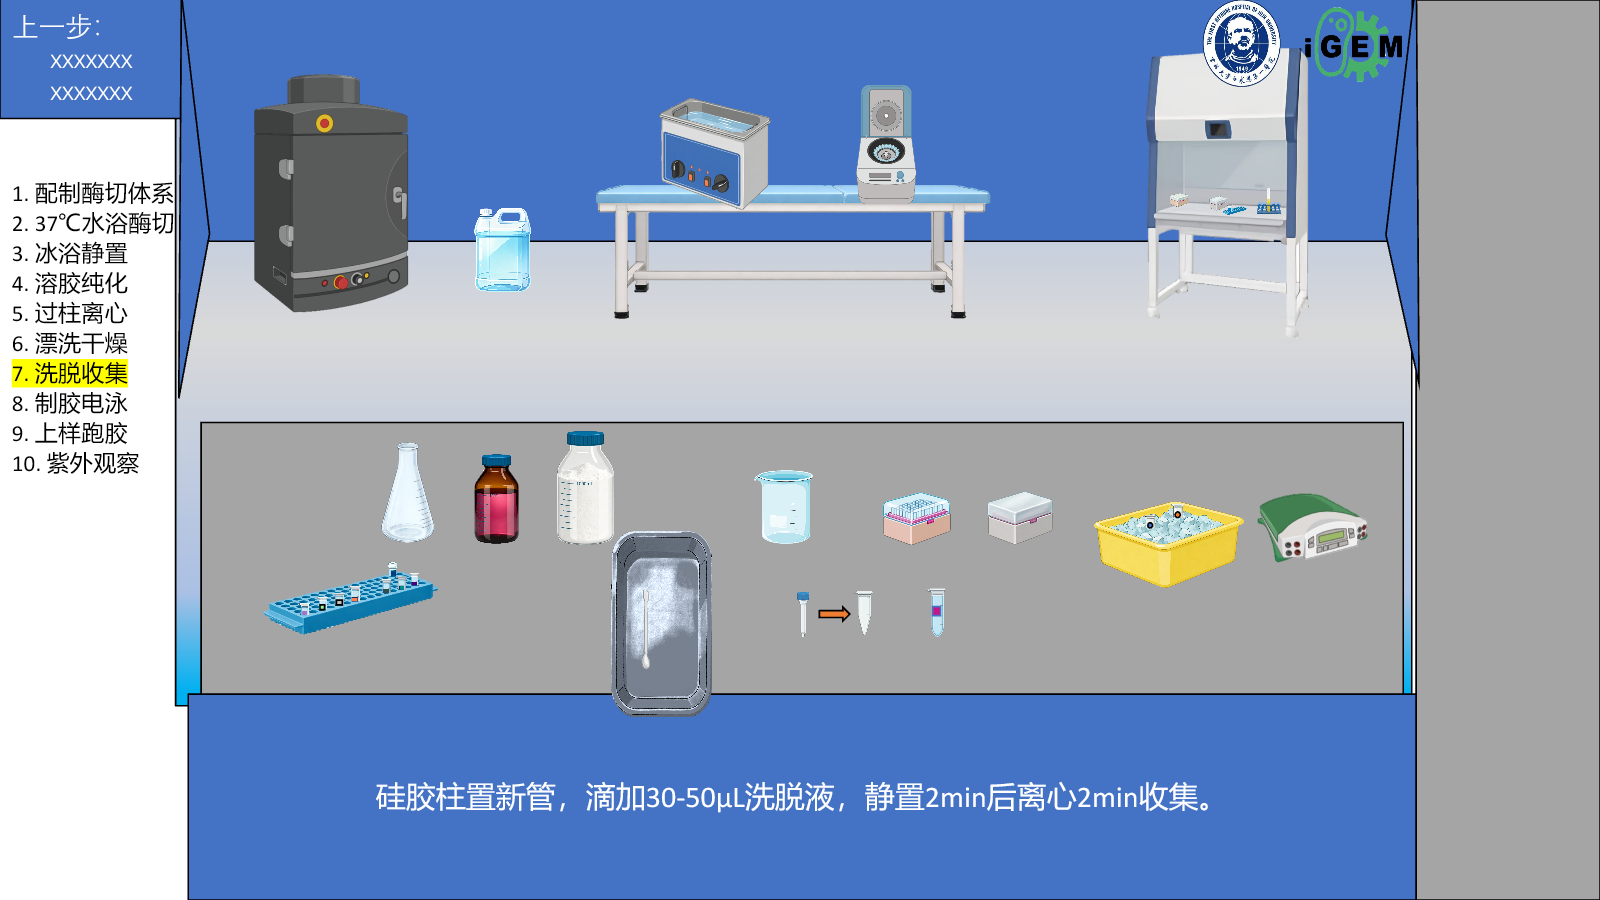 上一步：
XXXXXXX
XXXXXXX
1. 配制酶切体系
2. 37℃水浴酶切
3. 冰浴静置
4. 溶胶纯化
5. 过柱离心
6. 漂洗干燥
7. 洗脱收集
8. 制胶电泳
9. 上样跑胶
10. 紫外观察
iGEM
1949
硅胶柱置新管，滴加30-50μL洗脱液，静置2min后离心2min收集。